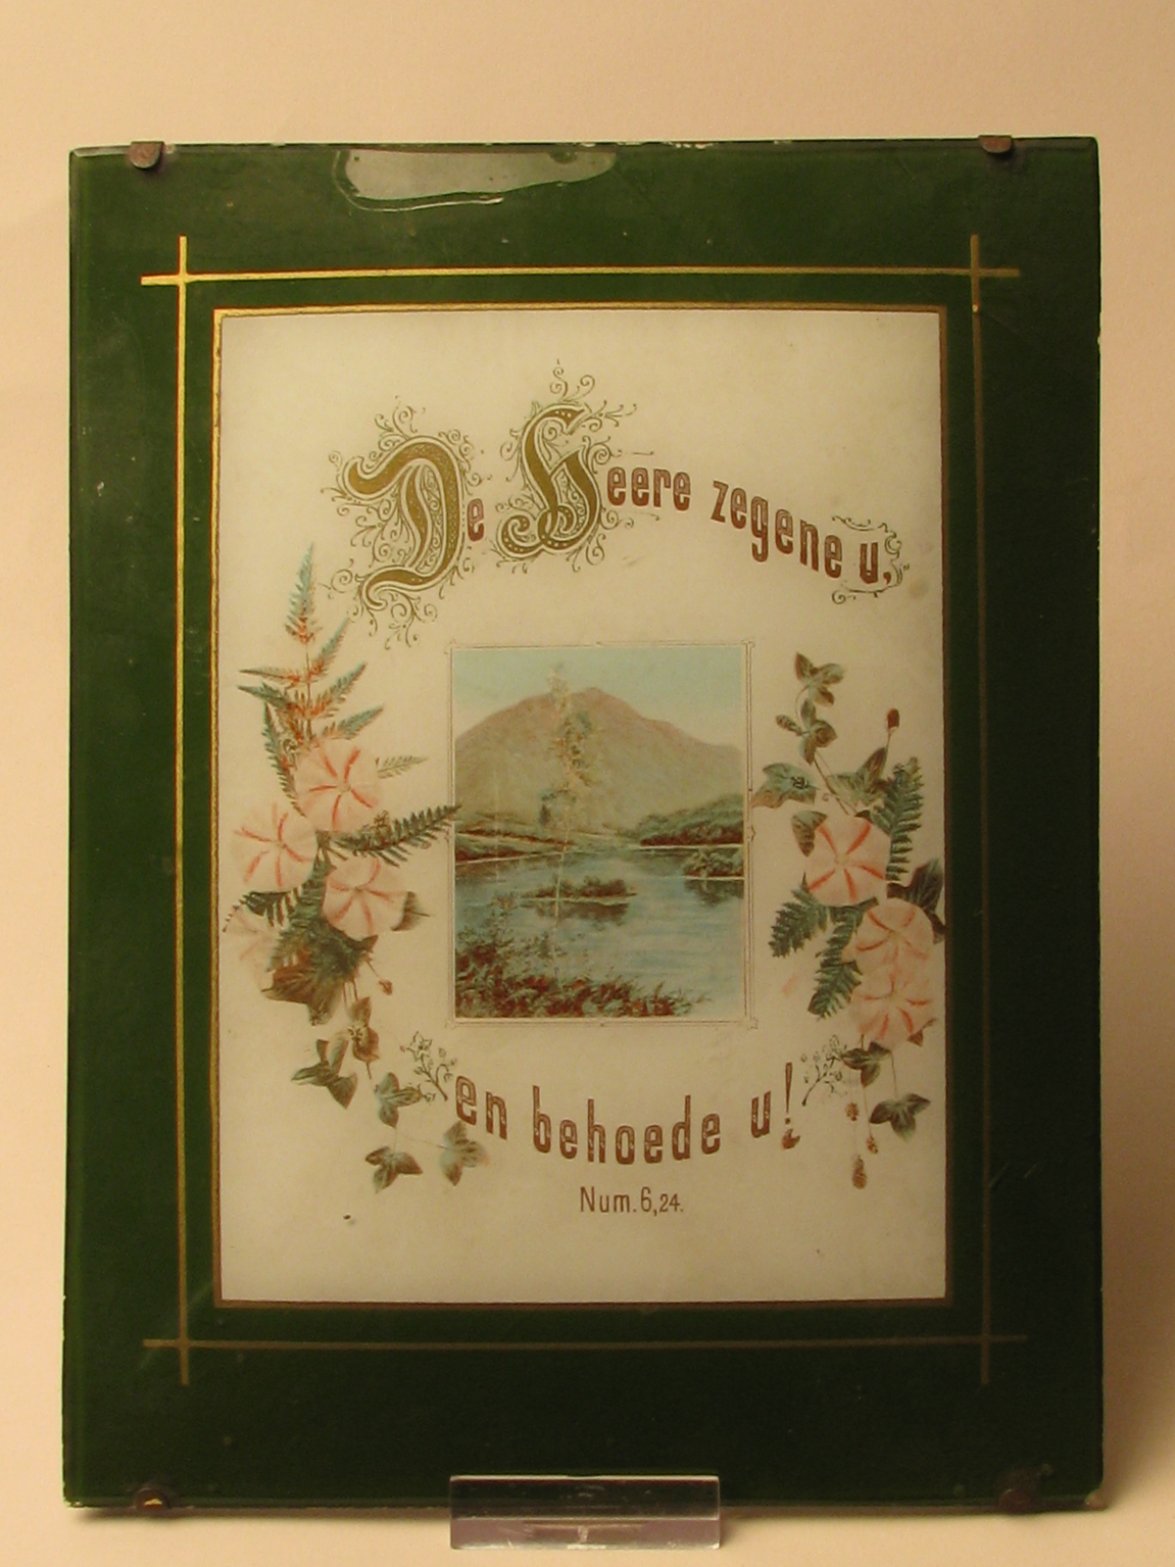 De Heere zegene u,
en behoede u!
Num. 6,24.